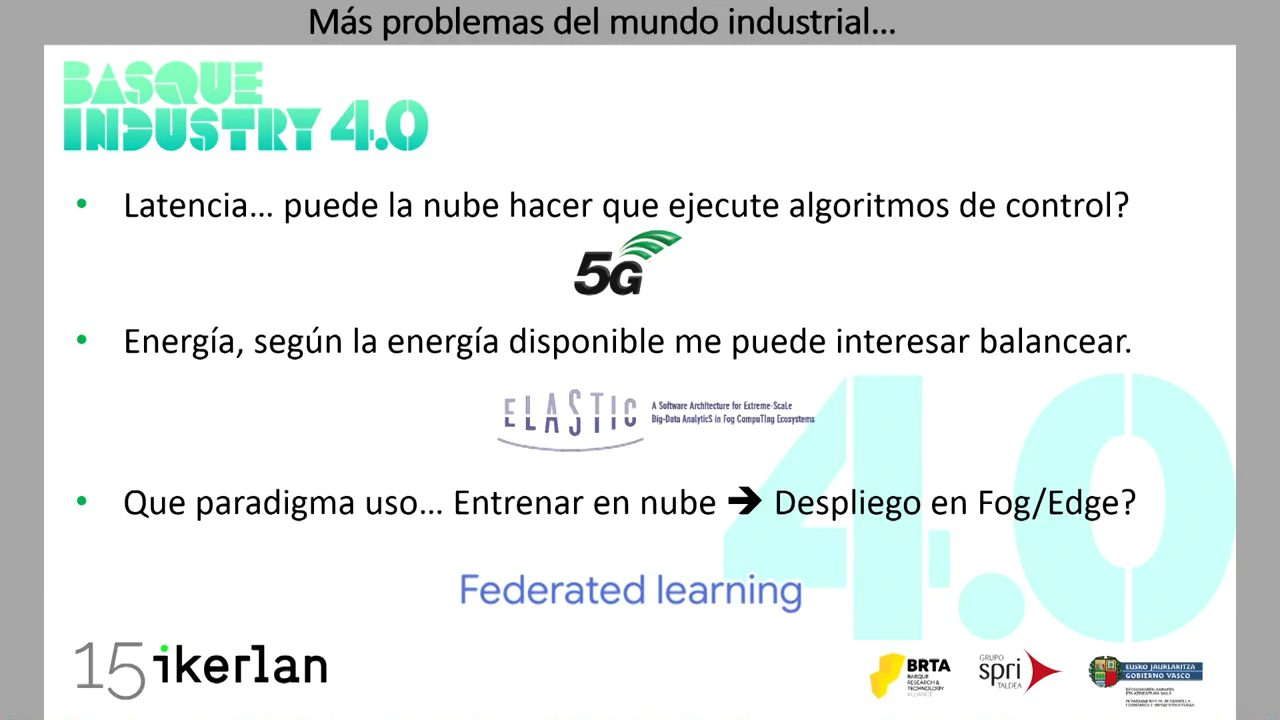 Más problemas del mundo industrial...
BASQUE
INDUSTRY 4.0
• Latencia... puede la nube hacer que ejecute algoritmos de control?
5G
• Energía, según la energía disponible me puede interesar balancear.
ELASTIC
A Software Architecture for Extreme-ScaLe
Big-Data AnalyticS in Fog CompuTIng EcosystemsS
• Que paradigma uso... Entrenar en nube ➔ Despliego en Fog/Edge?
4.0
Federated learning
15 ikerlan
BRTA
BASQUE
RESEARCH &
TECHNOLOGY
ALLIANCE
GRUPO
spri
TALDEA
EUSKO JAURLARITZA
GOBIERNO VASCO